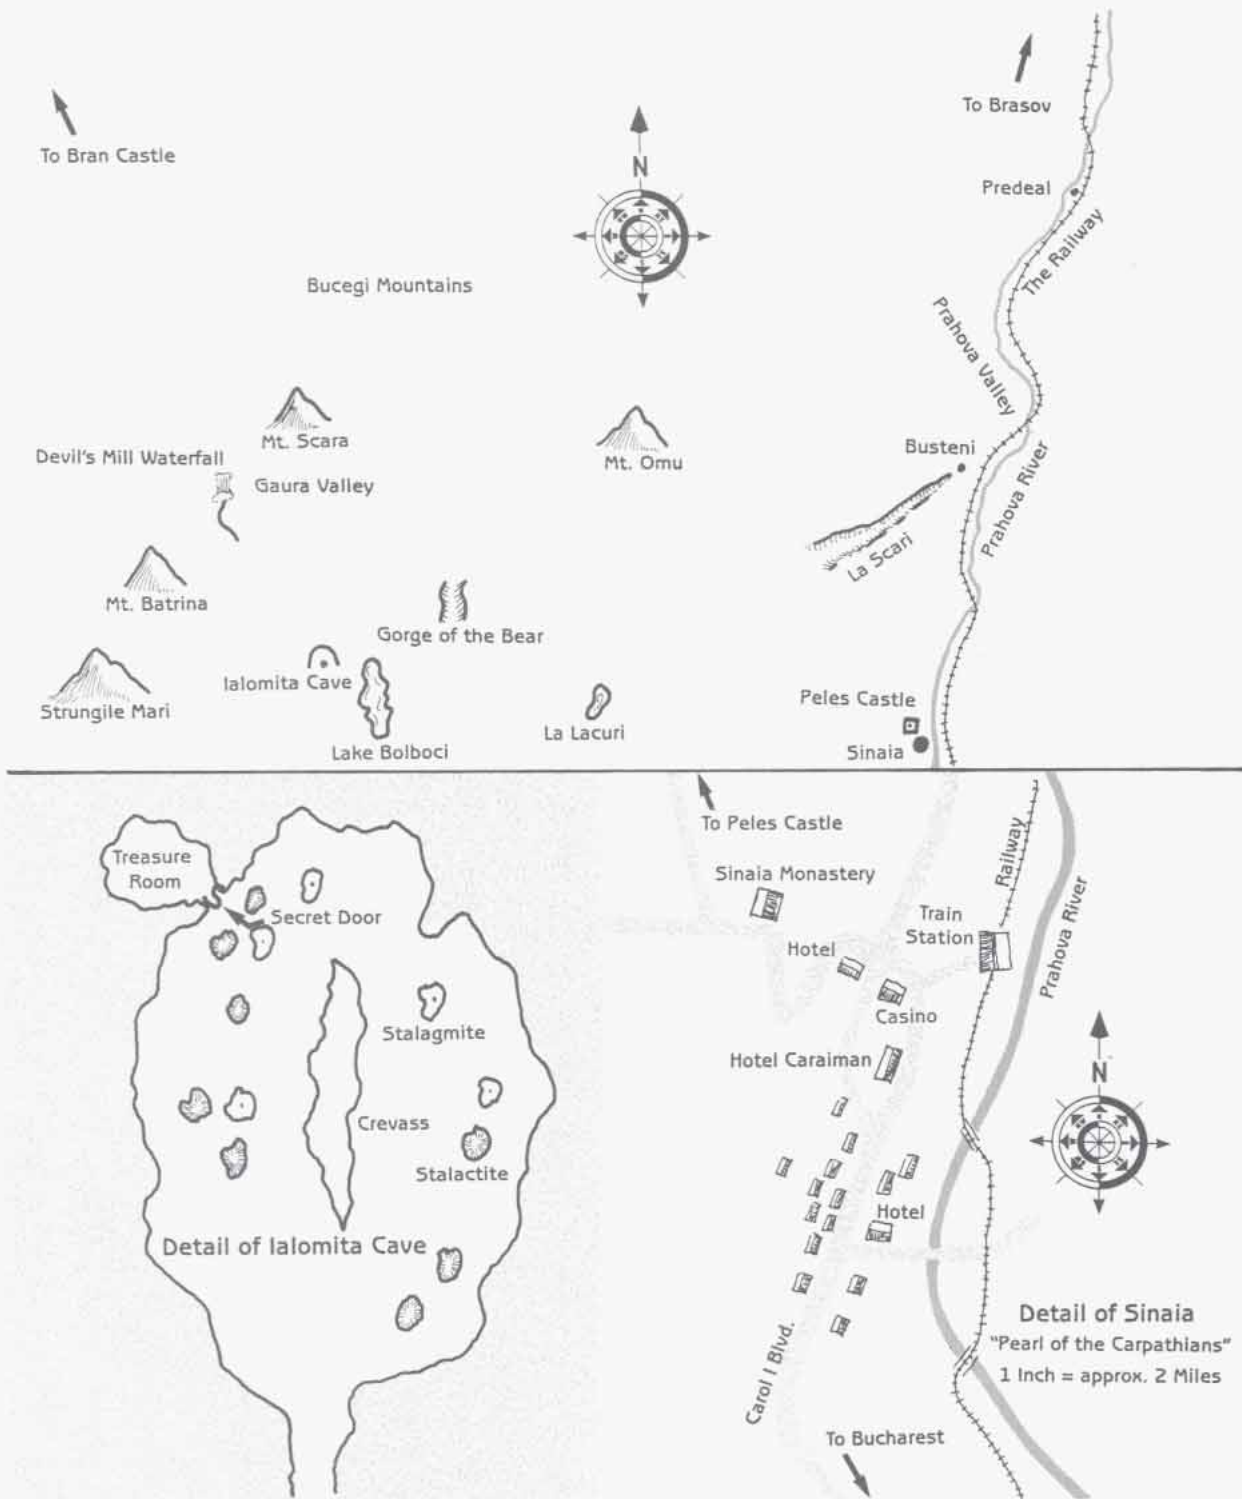 To Brasov
To Bran Castle
N
Predeal
The Railway
Bucegi Mountains
Prahova Valley
Mt. Scara
Devil's Mill Waterfall
Gaura Valley
Mt. Omu
Busteni
Prahova River
La Scari
Mt. Batrina
Gorge of the Bear
Ialomita Cave
Strungile Mari
Lake Bolboci
La Lacuri
Peles Castle
Sinaia
Treasure
Room
Secret Door
Stalagmite
Crevass
Stalactite
Detail of Ialomita Cave
To Peles Castle
Sinaia Monastery
Railway
Train
Station
Prahova River
Hotel
Casino
Hotel Caraiman
N
Hotel
Carol I Blvd.
Detail of Sinaia
"Pearl of the Carpathians"
1 Inch = approx. 2 Miles
To Bucharest